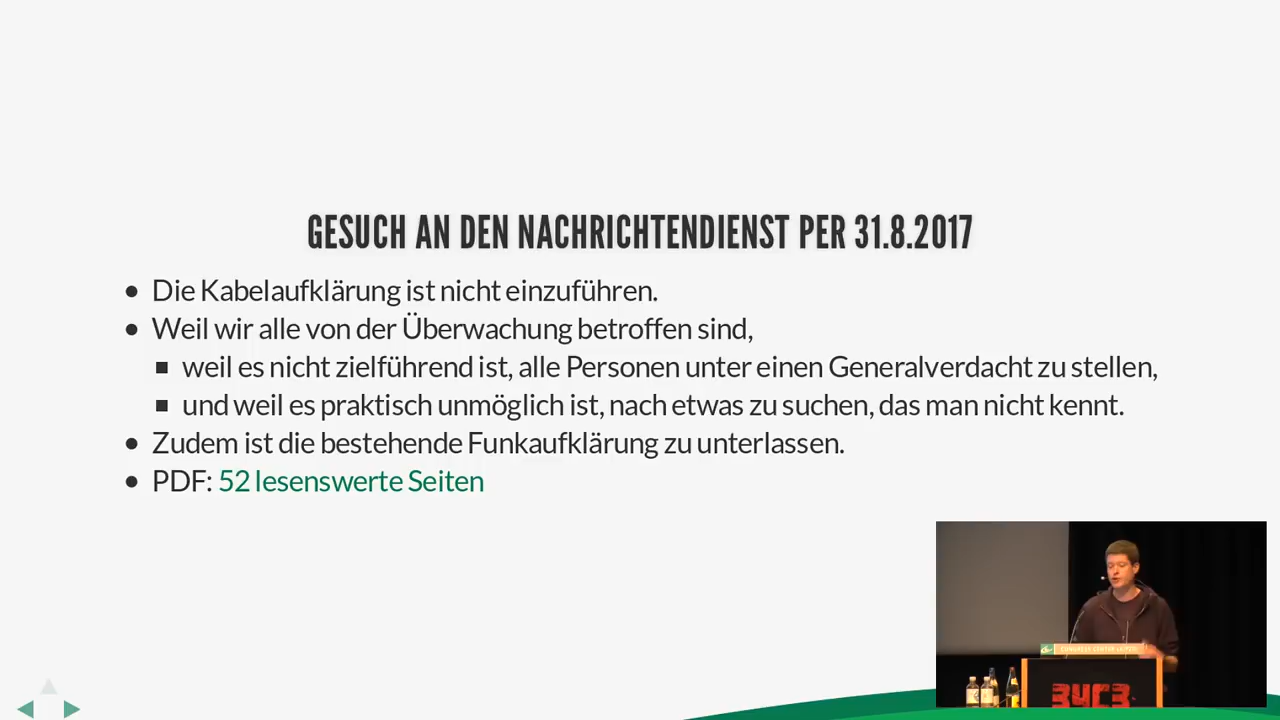 GESUCH AN DEN NACHRICHTENDIENST PER 31.8.2017
Die Kabelaufklärung ist nicht einzuführen.
Weil wir alle von der Überwachung betroffen sind,
weil es nicht zielführend ist, alle Personen unter einen Generalverdacht zu stellen,
und weil es praktisch unmöglich ist, nach etwas zu suchen, das man nicht kennt.
Zudem ist die bestehende Funkaufklärung zu unterlassen.
PDF: 52 lesenswerte Seiten
CONGRESS CENTER LEIPZIG
34C3